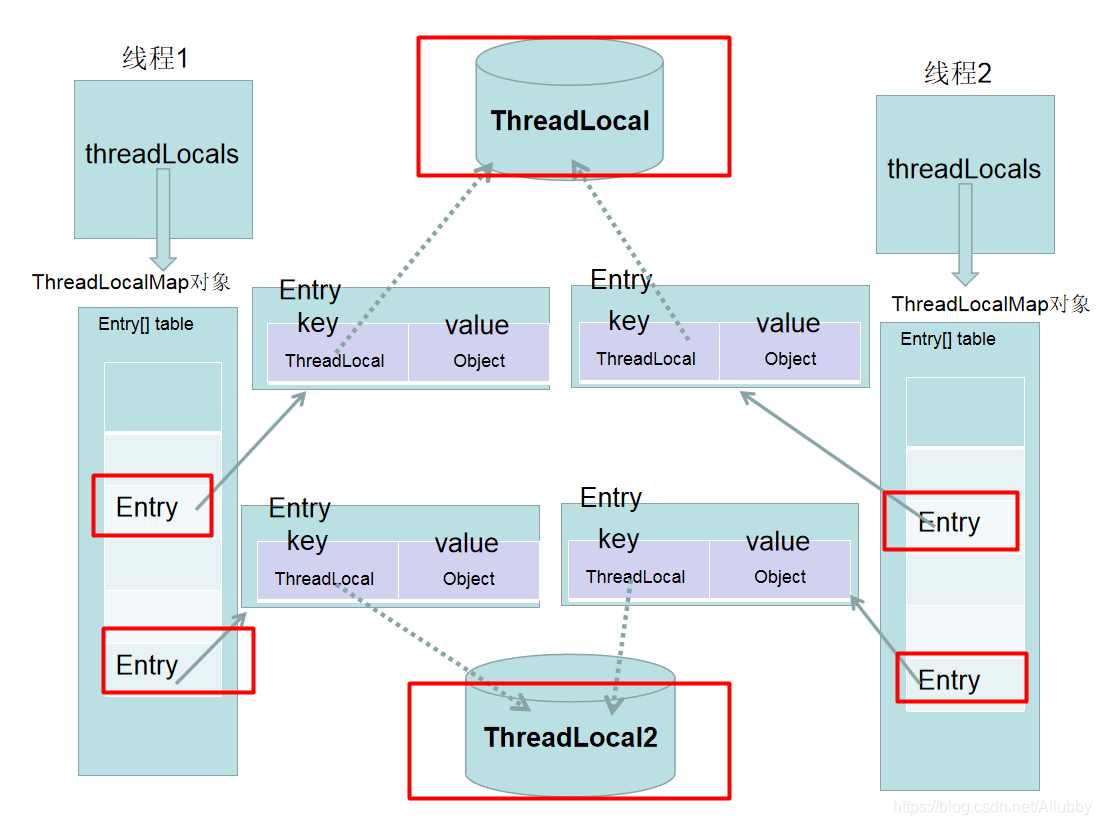 线程1
threadLocals
ThreadLocalMap对象
Entry[] table
Entry
Entry
ThreadLocal
Entry
key value
ThreadLocal Object
Entry
key value
ThreadLocal Object
Entry
key value
ThreadLocal Object
Entry
key value
ThreadLocal Object
ThreadLocal2
线程2
threadLocals
ThreadLocalMap对象
Entry[] table
Entry
Entry
https://blog.csdn.net/Ailubby